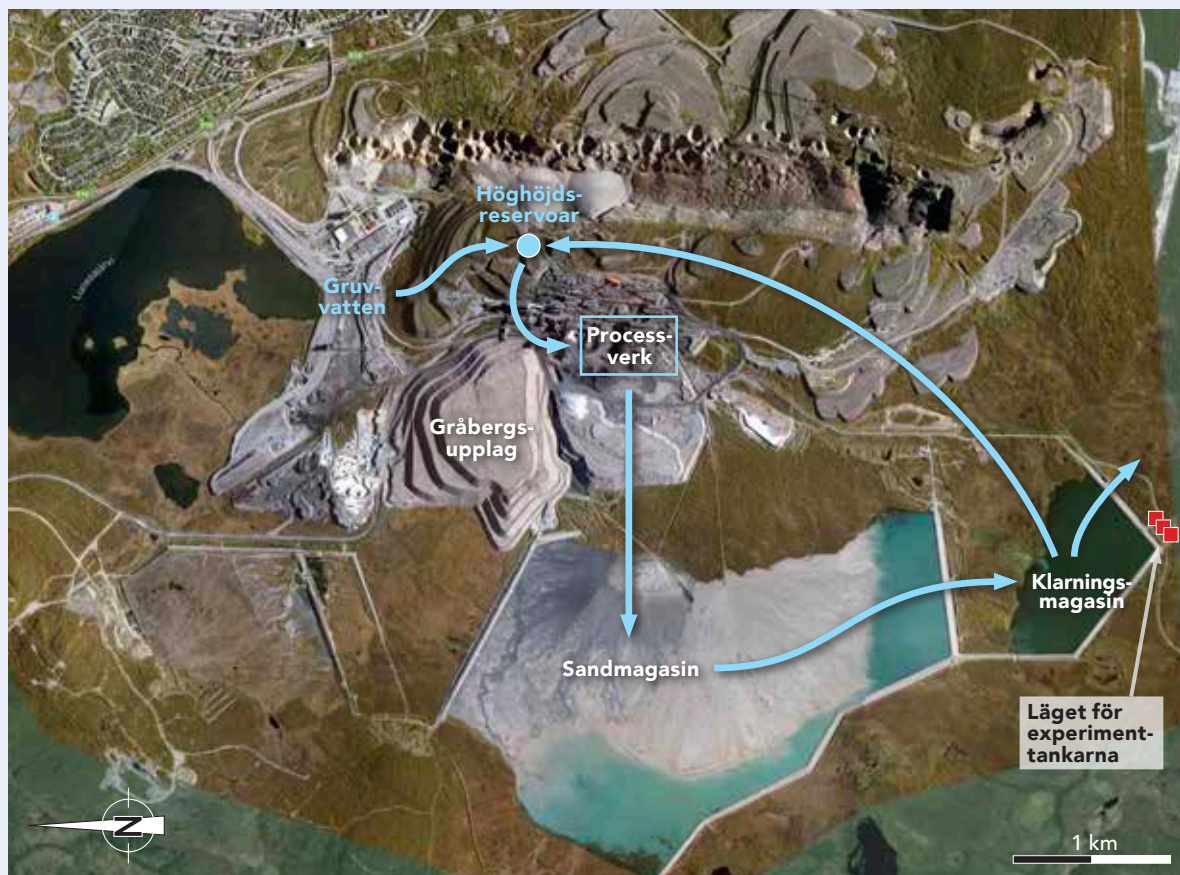 Höghöjds-
reservoar
Gruv-
vatten
Process-
verk
Gråbergs-
upplag
Klarnings-
magasin
Sandmagasin
Läget för
experiment-
tankarna
N
1 km